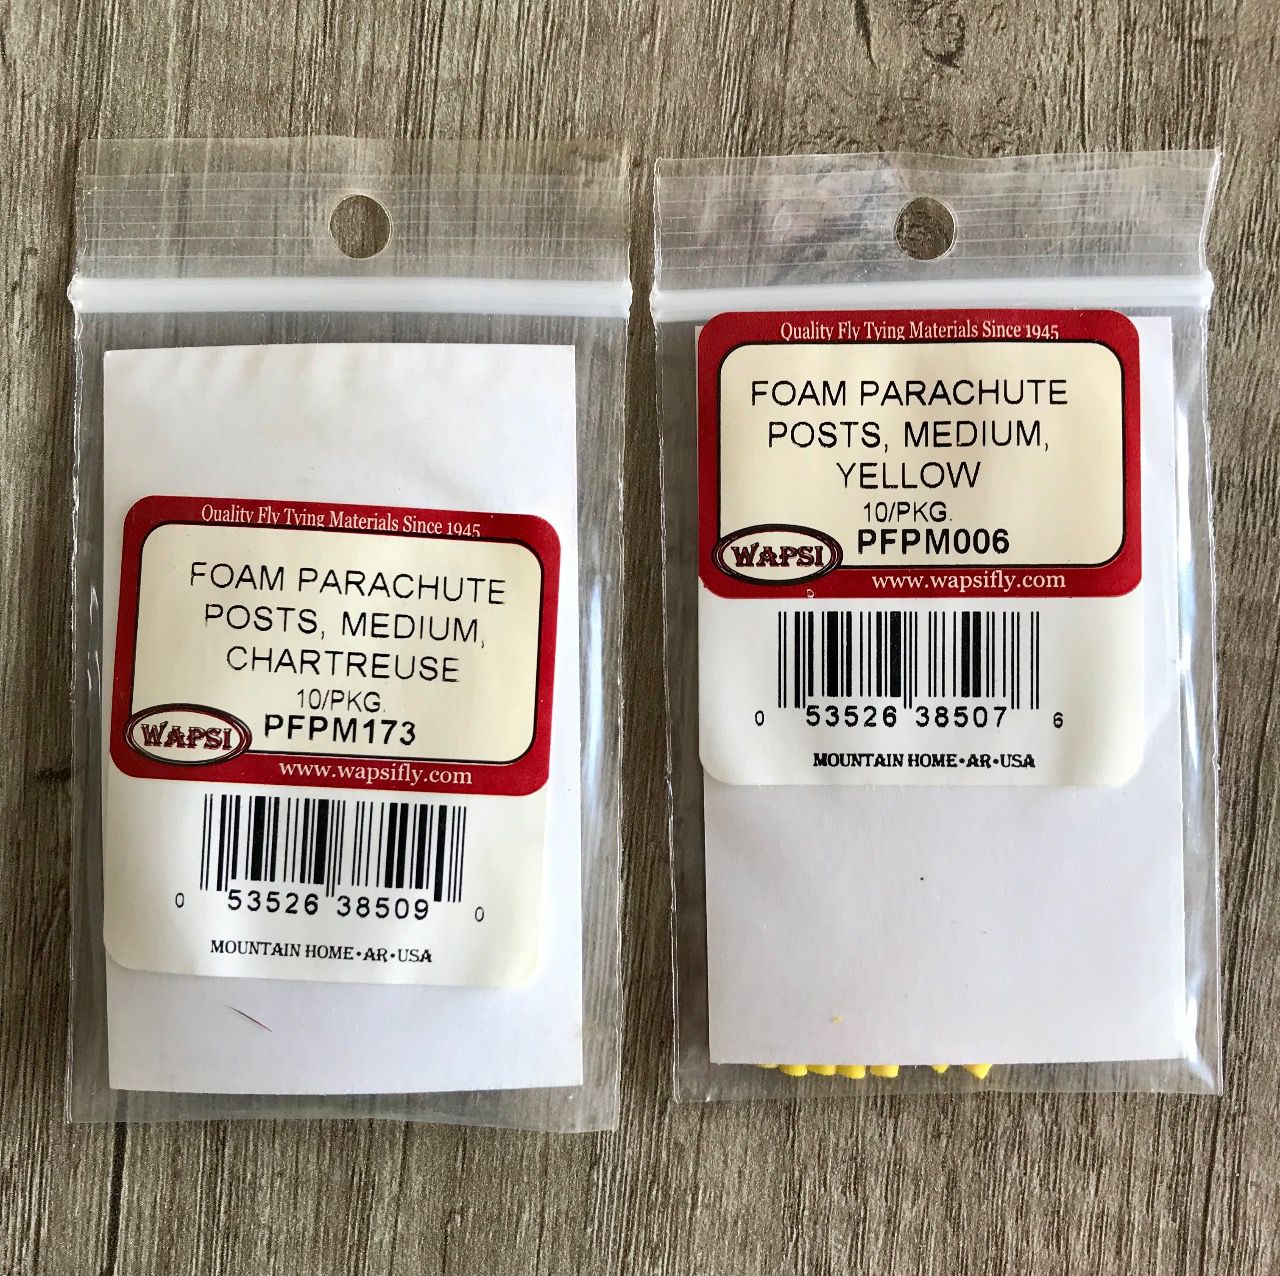 Quality Fly Tying Materials Since 1945
FOAM PARACHUTE
POSTS, MEDIUM,
CHARTREUSE
10/PKG.
WAPSI
PFPM173
www.wapsifly.com
0 53526 38509 0
MOUNTAIN HOME•AR•USA
Quality Fly Tying Materials Since 1945
FOAM PARACHUTE
POSTS, MEDIUM,
YELLOW
10/PKG.
WAPSI
PFPM006
www.wapsifly.com
0 53526 38507 6
MOUNTAIN HOME•AR•USA